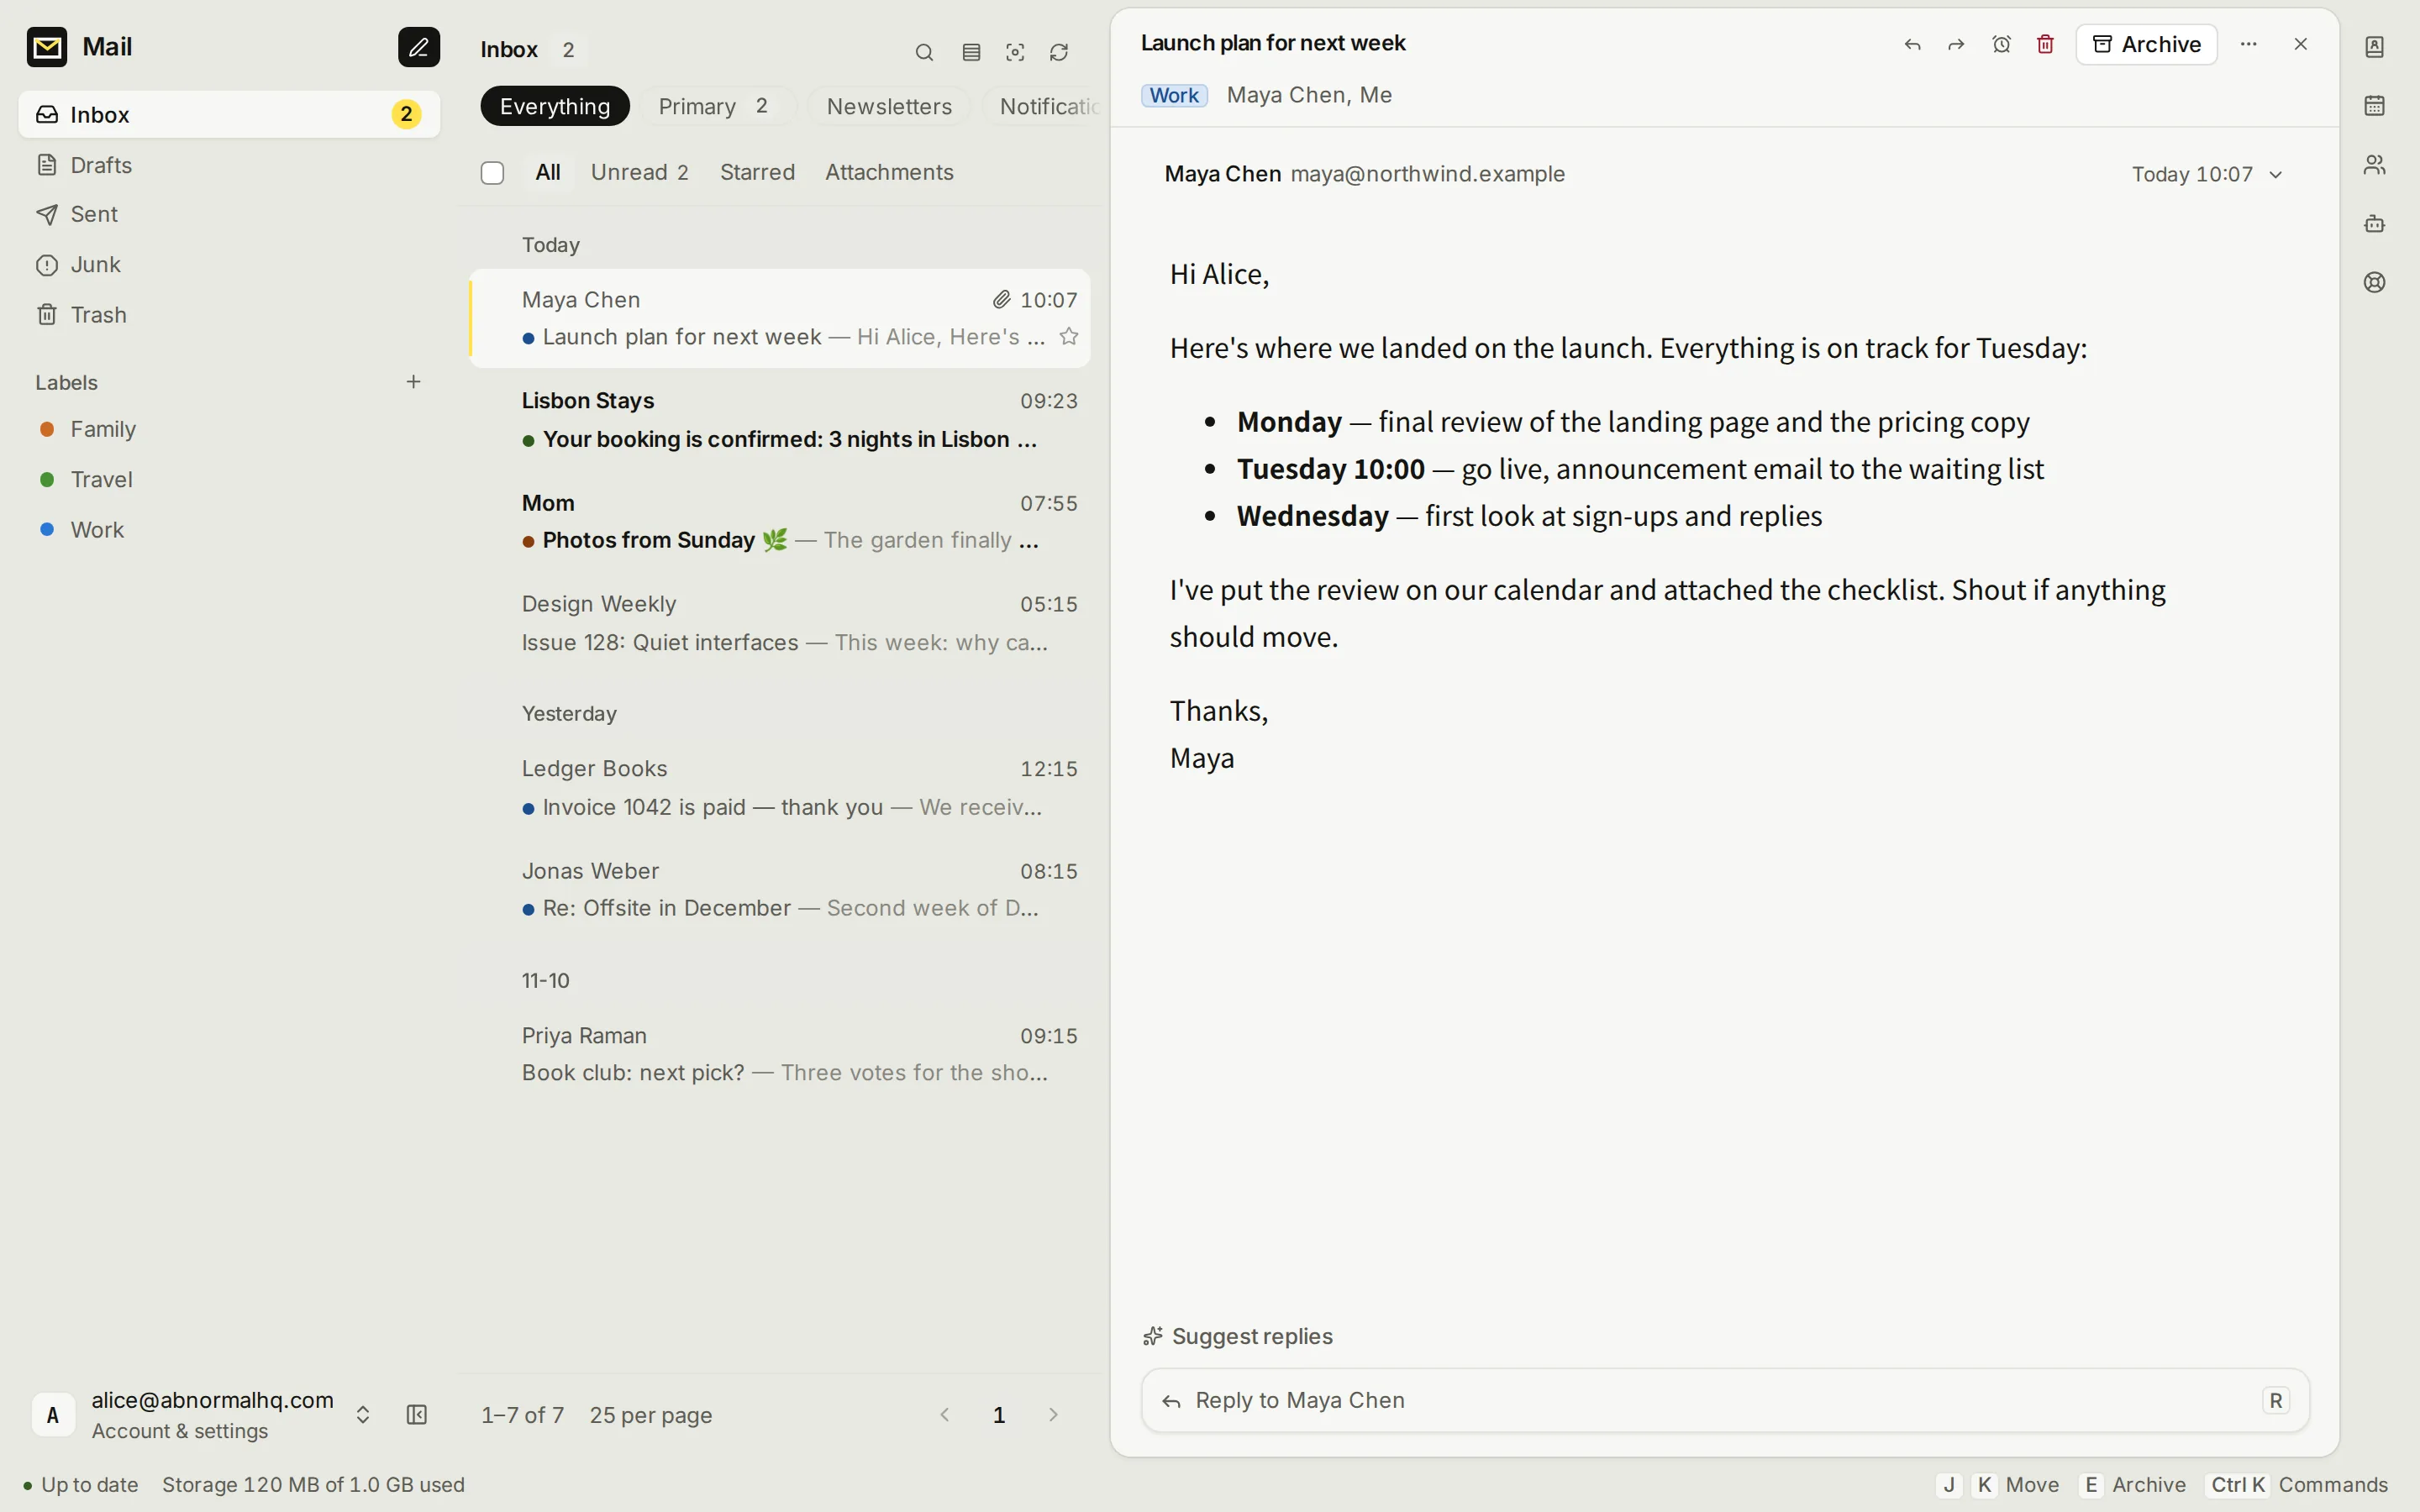 Mail
Inbox 2
Drafts
Sent
Junk
Trash
Labels
Family
Travel
Work
A
alice@abnormalhq.com
Account & settings
Inbox 2
Everything Primary 2 Newsletters Notificatio
All Unread 2 Starred Attachments
Today
Maya Chen 10:07
Launch plan for next week — Hi Alice, Here's ...
Lisbon Stays 09:23
Your booking is confirmed: 3 nights in Lisbon ...
Mom 07:55
Photos from Sunday 🌿 — The garden finally ...
Design Weekly 05:15
Issue 128: Quiet interfaces — This week: why ca...
Yesterday
Ledger Books 12:15
Invoice 1042 is paid — thank you — We receiv...
Jonas Weber 08:15
Re: Offsite in December — Second week of D...
11-10
Priya Raman 09:15
Book club: next pick? — Three votes for the sho...
1–7 of 7 25 per page 1
Launch plan for next week
Archive
Work Maya Chen, Me
Maya Chen maya@northwind.example Today 10:07
Hi Alice,
Here's where we landed on the launch. Everything is on track for Tuesday:
• Monday — final review of the landing page and the pricing copy
• Tuesday 10:00 — go live, announcement email to the waiting list
• Wednesday — first look at sign-ups and replies
I've put the review on our calendar and attached the checklist. Shout if anything
should move.
Thanks,
Maya
Suggest replies
Reply to Maya Chen R
Up to date Storage 120 MB of 1.0 GB used
J K Move E Archive Ctrl K Commands